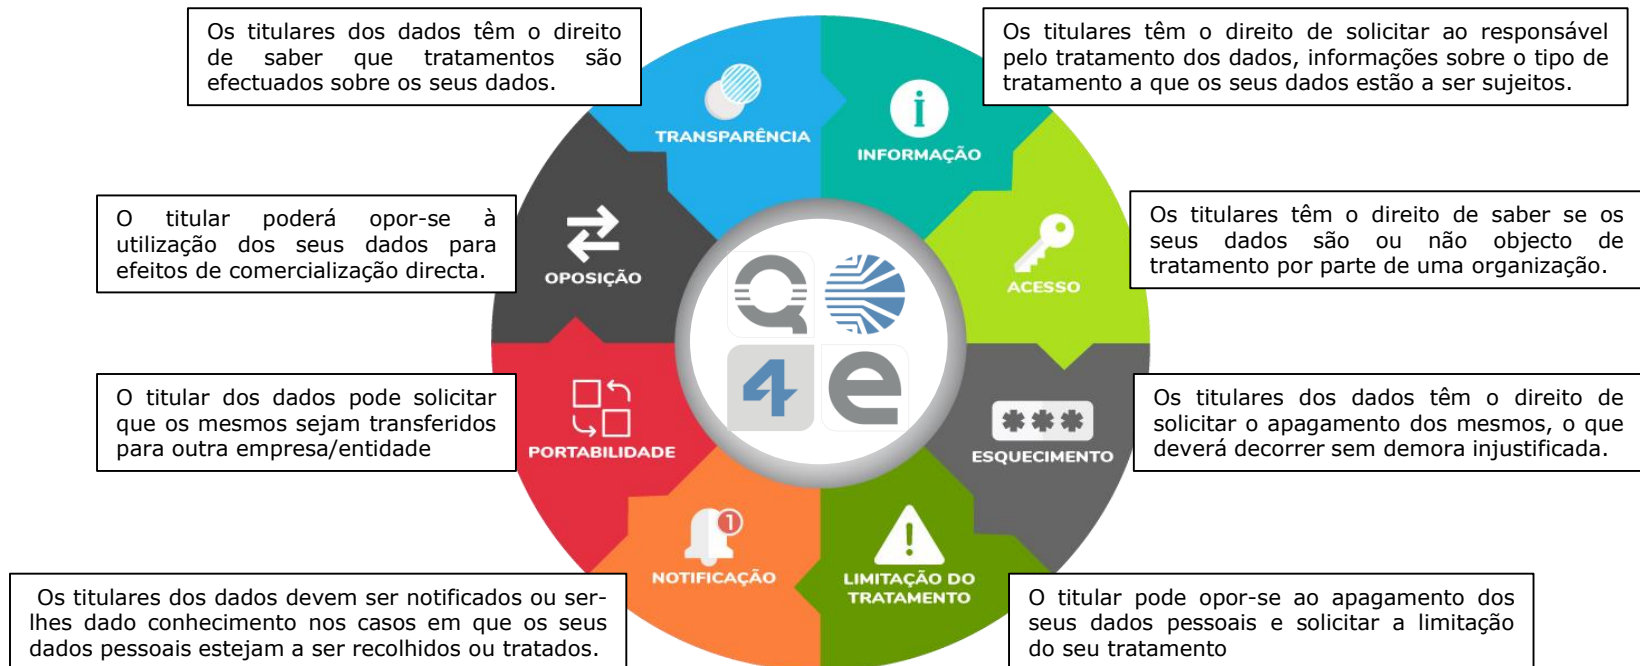 Os titulares dos dados têm o direito
de saber que tratamentos são
efectuados sobre os seus dados.
Os titulares têm o direito de solicitar ao responsável
pelo tratamento dos dados, informações sobre o tipo de
tratamento a que os seus dados estão a ser sujeitos.
TRANSPARÊNCIA
i
INFORMAÇÃO
O titular poderá opor-se à
utilização dos seus dados para
efeitos de comercialização directa.
OPOSIÇÃO
Os titulares têm o direito de saber se os
seus dados são ou não objecto de
tratamento por parte de uma organização.
ACESSO
Q
4 e
O titular dos dados pode solicitar
que os mesmos sejam transferidos
para outra empresa/entidade
PORTABILIDADE
***
ESQUECIMENTO
Os titulares dos dados têm o direito de
solicitar o apagamento dos mesmos, o que
deverá decorrer sem demora injustificada.
1
NOTIFICAÇÃO
!
LIMITAÇÃO DO
TRATAMENTO
Os titulares dos dados devem ser notificados ou ser-
lhes dado conhecimento nos casos em que os seus
dados pessoais estejam a ser recolhidos ou tratados.
O titular pode opor-se ao apagamento dos
seus dados pessoais e solicitar a limitação
do seu tratamento